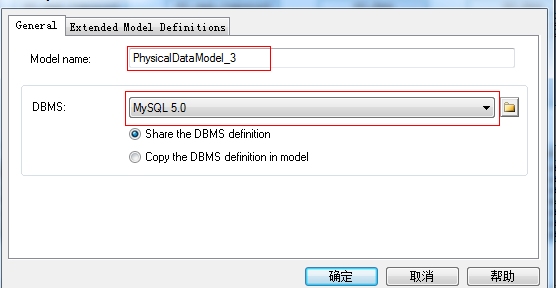 General Extended Model Definitions
Model name: PhysicalDataModel_3
DBMS: MySQL 5.0
Share the DBMS definition
Copy the DBMS definition in model
确定 取消 帮助